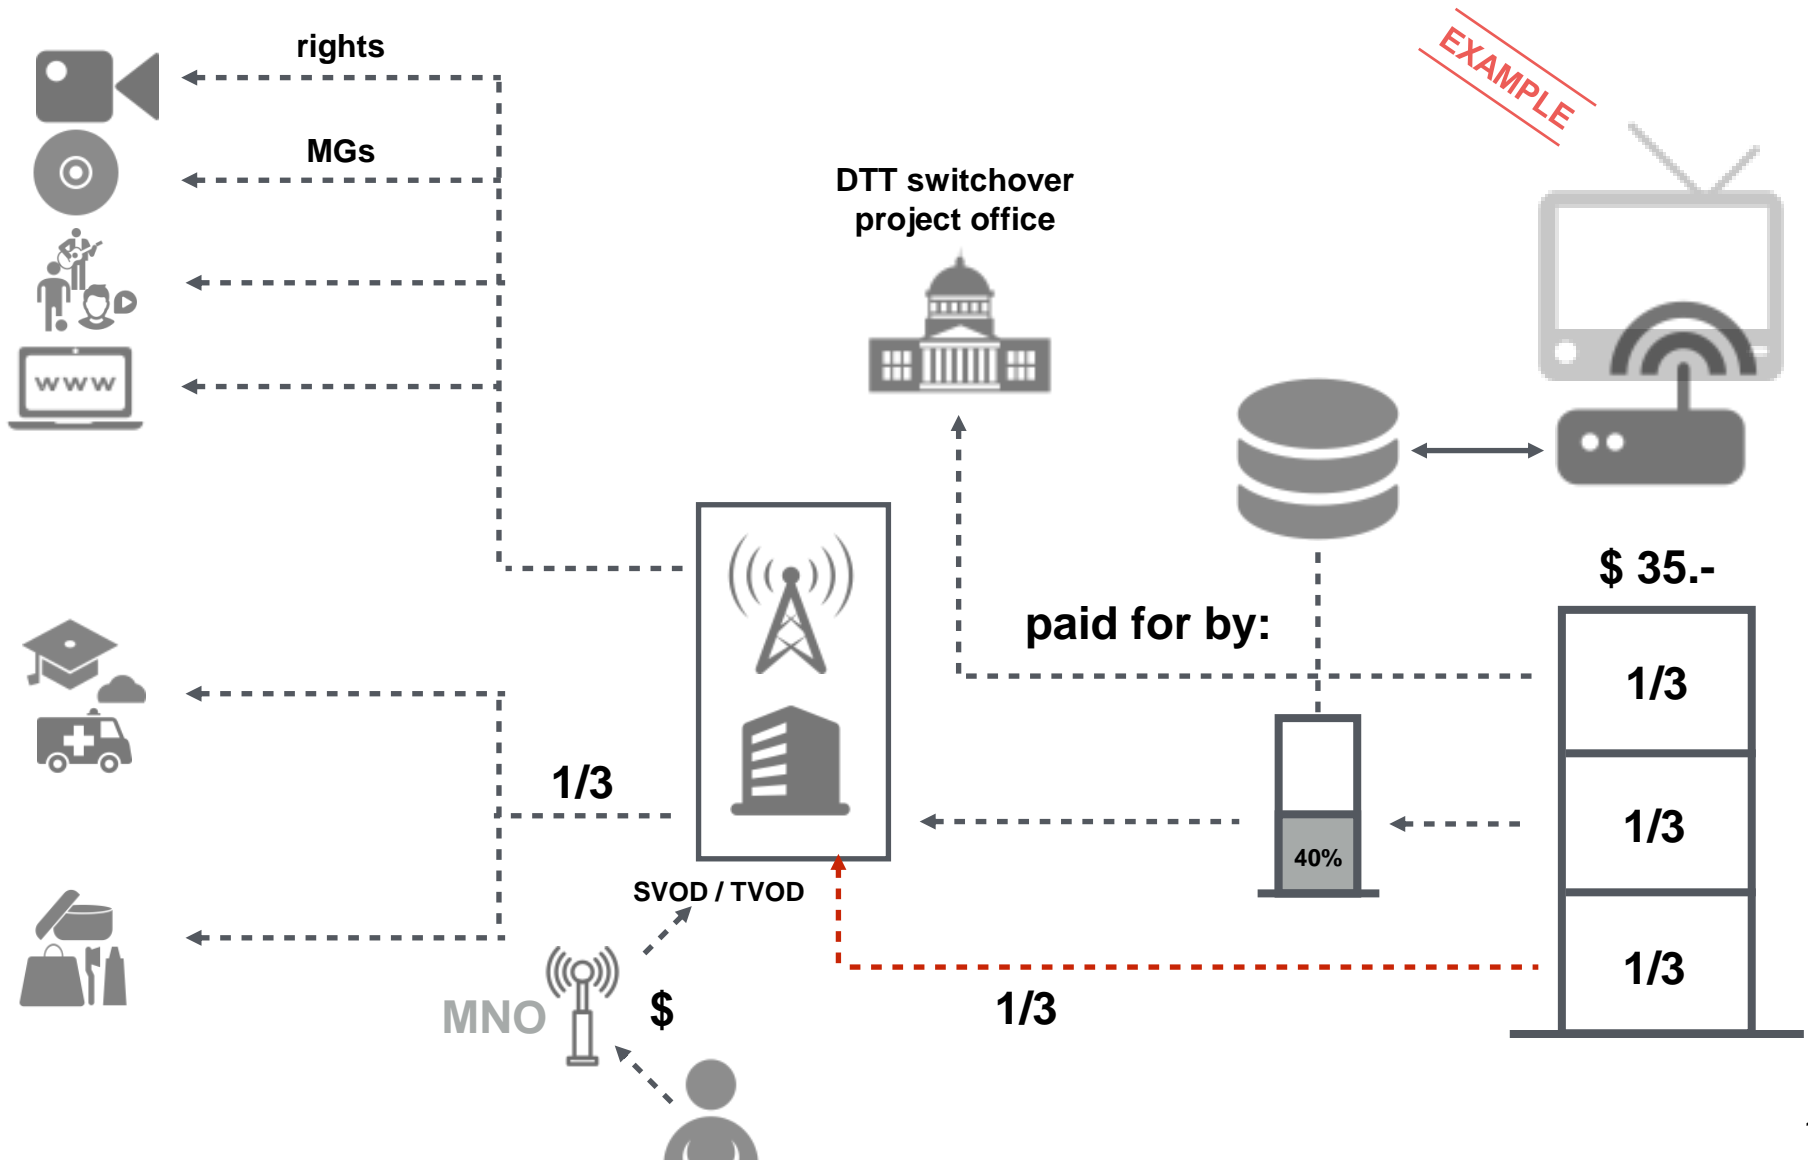 rights
EXAMPLE
MGs
DTT switchover
project office
www
$ 35.-
paid for by:
1/3
1/3
1/3
40%
SVOD / TVOD
1/3
MNO
$
1/3